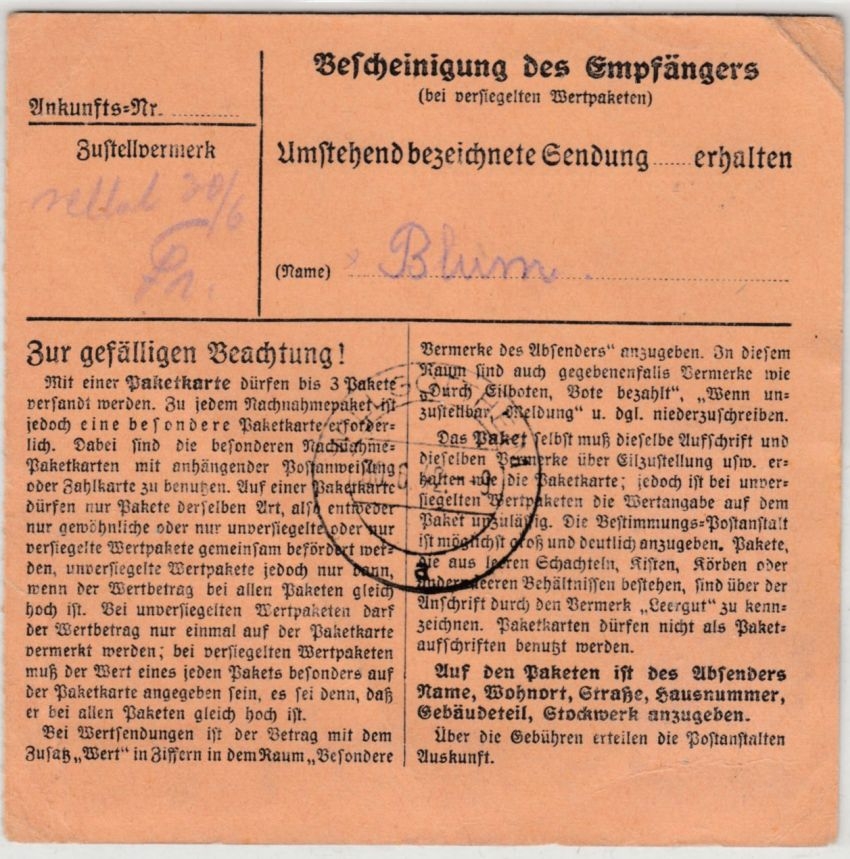 Ankunfts=Nr.
Zustellvermerk
30/6
Fr.
Bescheinigung des Empfängers
(bei versiegelten Wertpaketen)
Umstehend bezeichnete Sendung ..... erhalten
(Name) Blum
Zur gefälligen Beachtung!
Mit einer Paketkarte dürfen bis 3 Pakete
versandt werden. Zu jedem Nachnahmepaket ist
jedoch eine besondere Paketkarte erforder=
lich. Dabei sind die besonderen Nachnahme=
Paketkarten mit anhängender Postanweisung
oder Zahlkarte zu benutzen. Auf einer Paketkarte
dürfen nur Pakete derselben Art, also entweder
nur gewöhnliche oder nur unversiegelte oder nur
versiegelte Wertpakete gemeinsam befördert wer=
den, unversiegelte Wertpakete jedoch nur dann,
wenn der Wertbetrag bei allen Paketen gleich
hoch ist. Bei unversiegelten Wertpaketen darf
der Wertbetrag nur einmal auf der Paketkarte
vermerkt werden; bei versiegelten Wertpaketen
muß der Wert eines jeden Pakets besonders auf
der Paketkarte angegeben sein, es sei denn, daß
er bei allen Paketen gleich hoch ist.
Bei Wertsendungen ist der Betrag mit dem
Zusatz „Wert" in Ziffern in dem Raum „Besondere
Vermerke des Absenders" anzugeben. In diesem
Raum sind auch gegebenenfalls Vermerke wie
„Durch Eilboten, Bote bezahlt", „Wenn un=
zustellbar, Meldung" u. dgl. niederzuschreiben.
Das Paket selbst muß dieselbe Aufschrift und
dieselben Vermerke über Eilzustellung usw. er=
halten wie die Paketkarte; jedoch ist bei unver=
siegelten Wertpaketen die Wertangabe auf dem
Paket unzulässig. Die Bestimmungs=Postanstalt
ist möglichst groß und deutlich anzugeben. Pakete,
die aus leeren Schachteln, Kisten, Körben oder
anderen leeren Behältnissen bestehen, sind über der
Anschrift durch den Vermerk „Leergut" zu kenn=
zeichnen. Paketkarten dürfen nicht als Paket=
aufschriften benutzt werden.
Auf den Paketen ist des Absenders
Name, Wohnort, Straße, Hausnummer,
Gebäudeteil, Stockwerk anzugeben.
Über die Gebühren erteilen die Postanstalten
Auskunft.
a